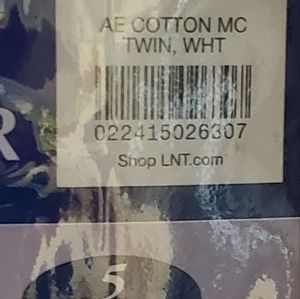 AE COTTON MC
TWIN, WHT
022415026307
Shop LNT.com
R
5